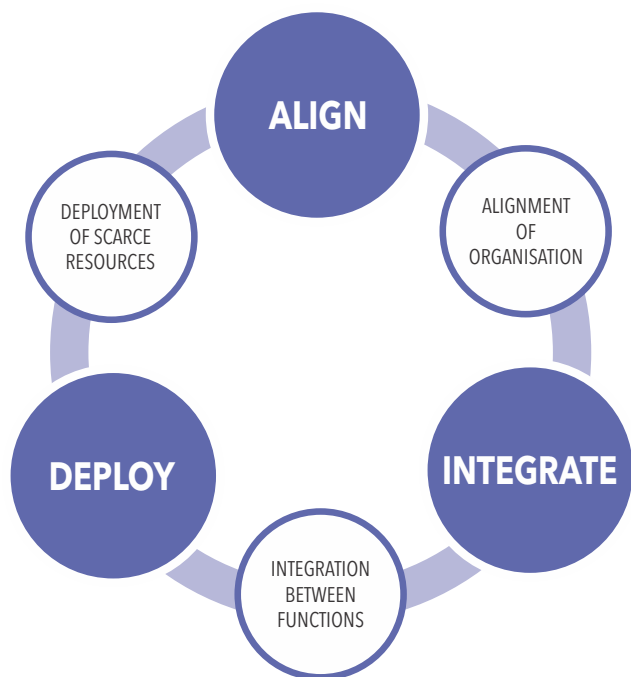 ALIGN
DEPLOYMENT
OF SCARCE
RESOURCES
ALIGNMENT
OF
ORGANISATION
DEPLOY
INTEGRATE
INTEGRATION
BETWEEN
FUNCTIONS